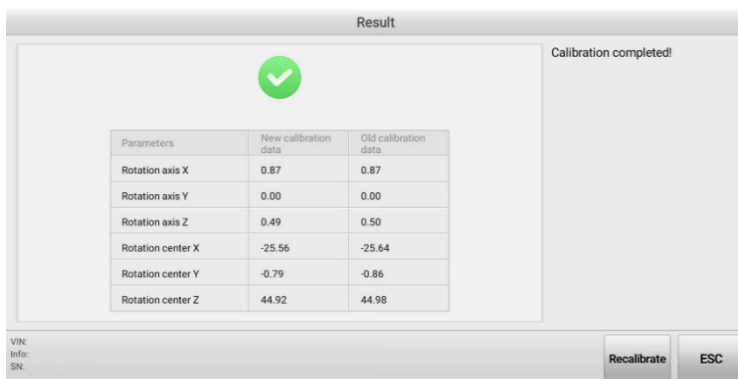 Result
Calibration completed!
Parameters New calibration data Old calibration data
Rotation axis X 0.87 0.87
Rotation axis Y 0.00 0.00
Rotation axis Z 0.49 0.50
Rotation center X -25.56 -25.64
Rotation center Y -0.79 -0.86
Rotation center Z 44.92 44.98
VIN:
Info:
SN:
Recalibrate ESC